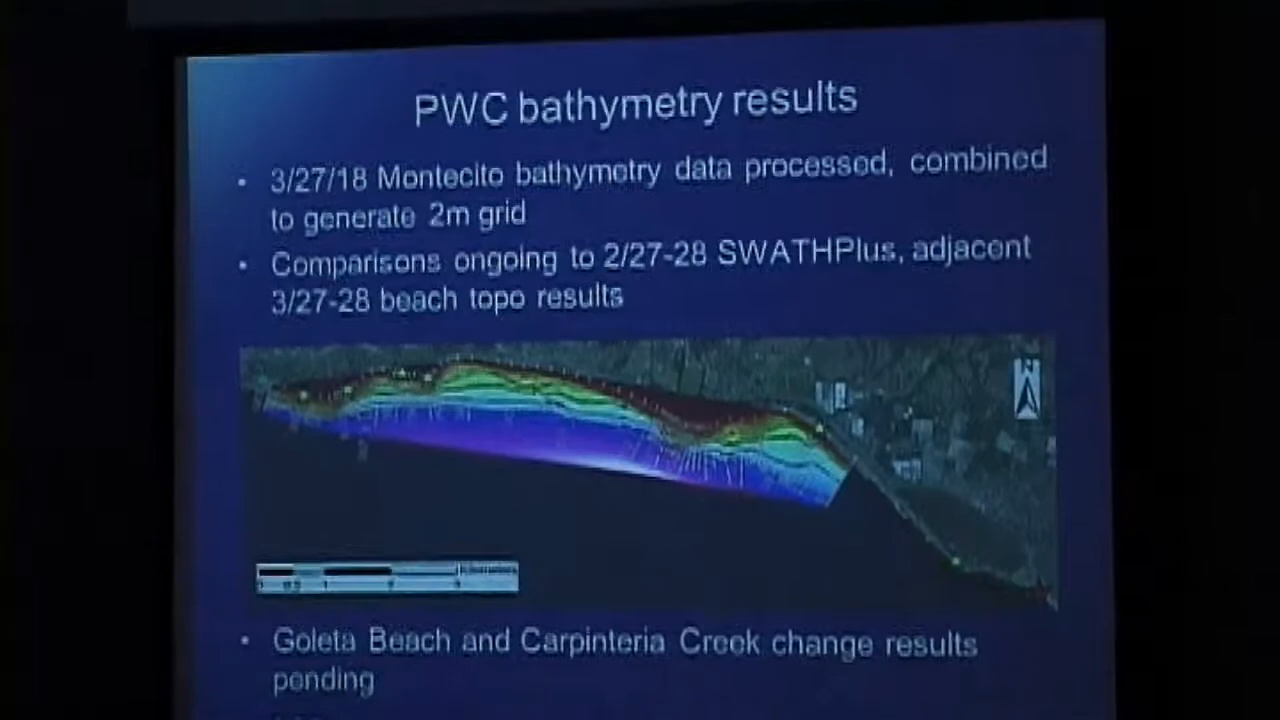 PWC bathymetry results
• 3/27/18 Montecito bathymetry data processed, combined
to generate 2m grid
• Comparisons ongoing to 2/27-28 SWATHPlus, adjacent
3/27-28 beach topo results
N
Kilometers
• Goleta Beach and Carpinteria Creek change results
pending